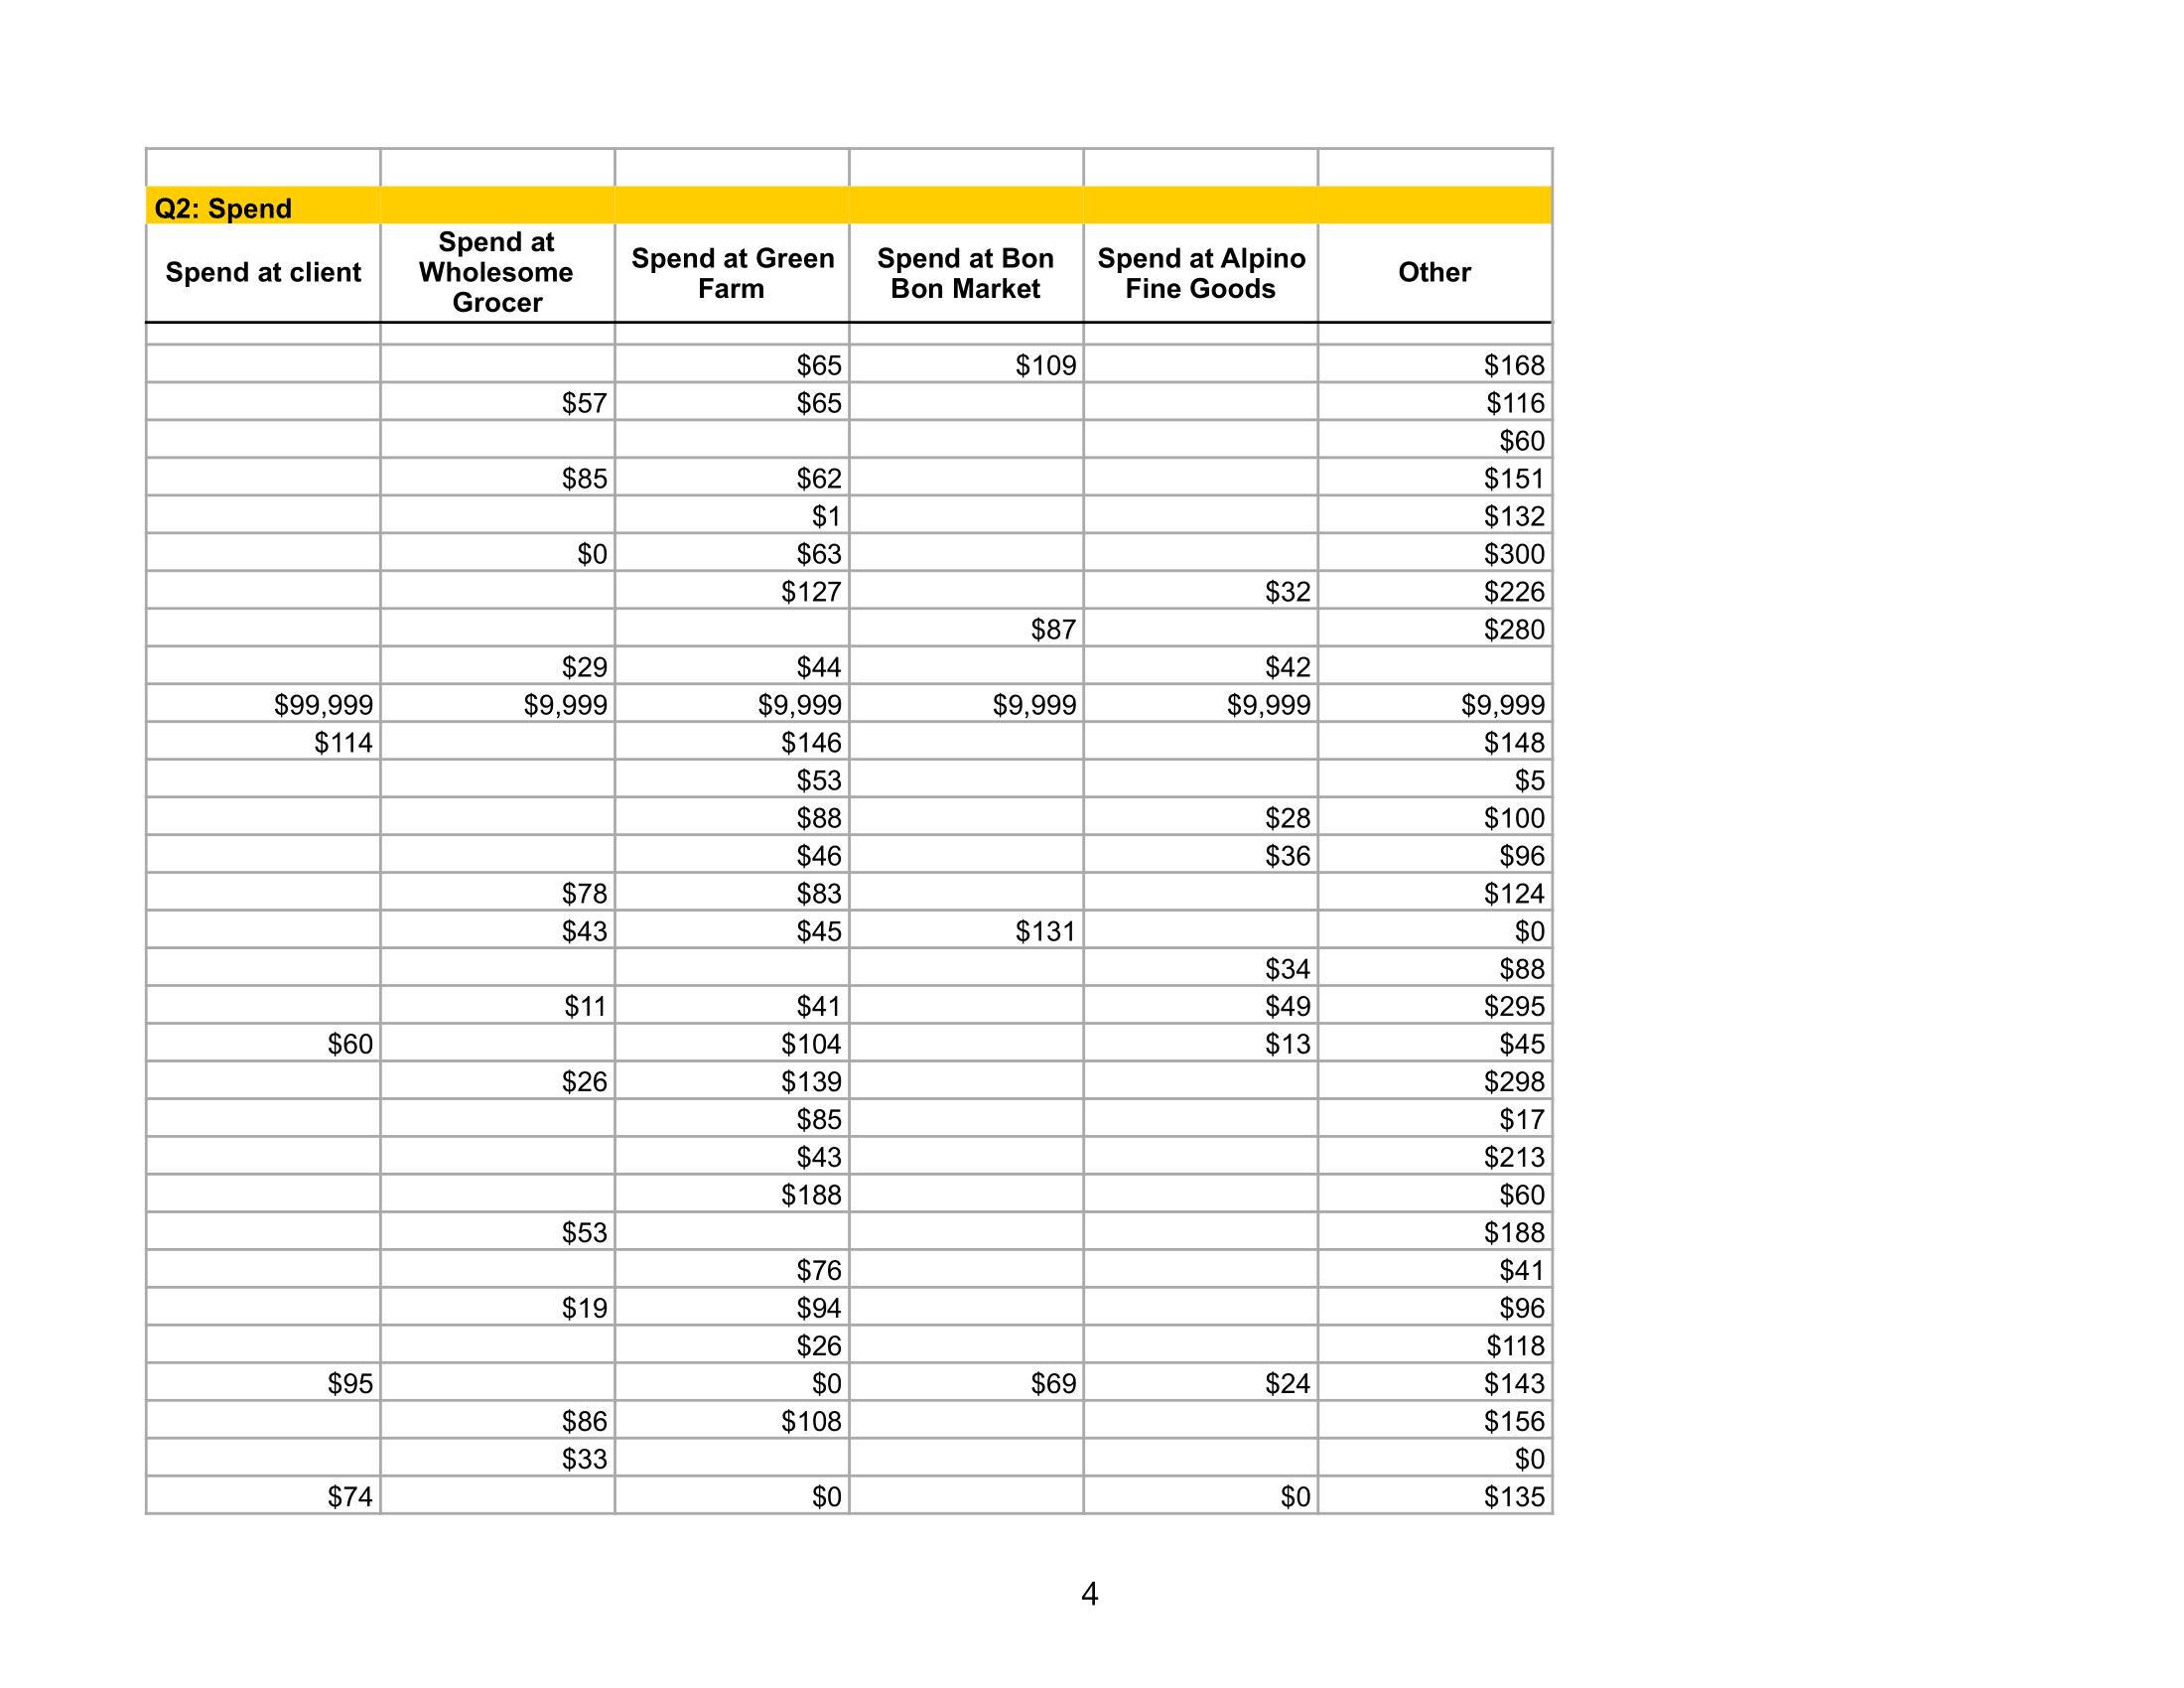 Q2: Spend
Spend at client Spend at Wholesome Grocer Spend at Green Farm Spend at Bon Bon Market Spend at Alpino Fine Goods Other
$65 $109 $168
$57 $65 $116
$60
$85 $62 $151
$1 $132
$0 $63 $300
$127 $32 $226
$87 $280
$29 $44 $42
$99,999 $9,999 $9,999 $9,999 $9,999 $9,999
$114 $146 $148
$53 $5
$88 $28 $100
$46 $36 $96
$78 $83 $124
$43 $45 $131 $0
$34 $88
$11 $41 $49 $295
$60 $104 $13 $45
$26 $139 $298
$85 $17
$43 $213
$188 $60
$53 $188
$76 $41
$19 $94 $96
$26 $118
$95 $0 $69 $24 $143
$86 $108 $156
$33 $0
$74 $0 $0 $135
4